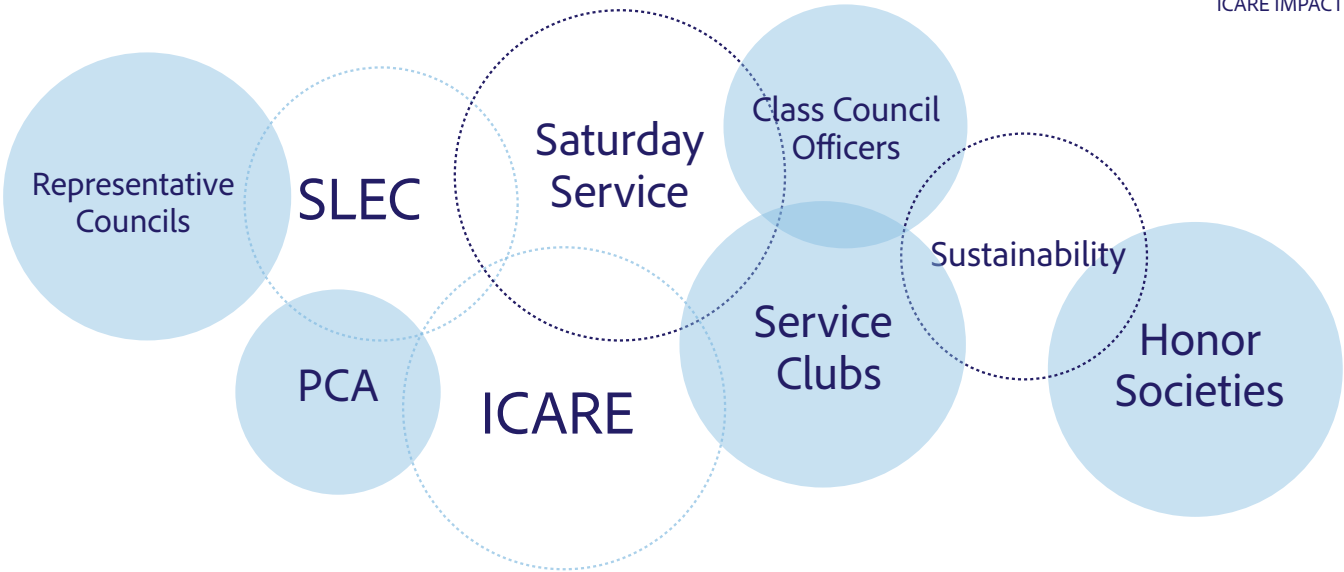 ICARE IMPACT
Representative
Councils
SLEC
Saturday
Service
Class Council
Officers
Sustainability
PCA
ICARE
Service
Clubs
Honor
Societies